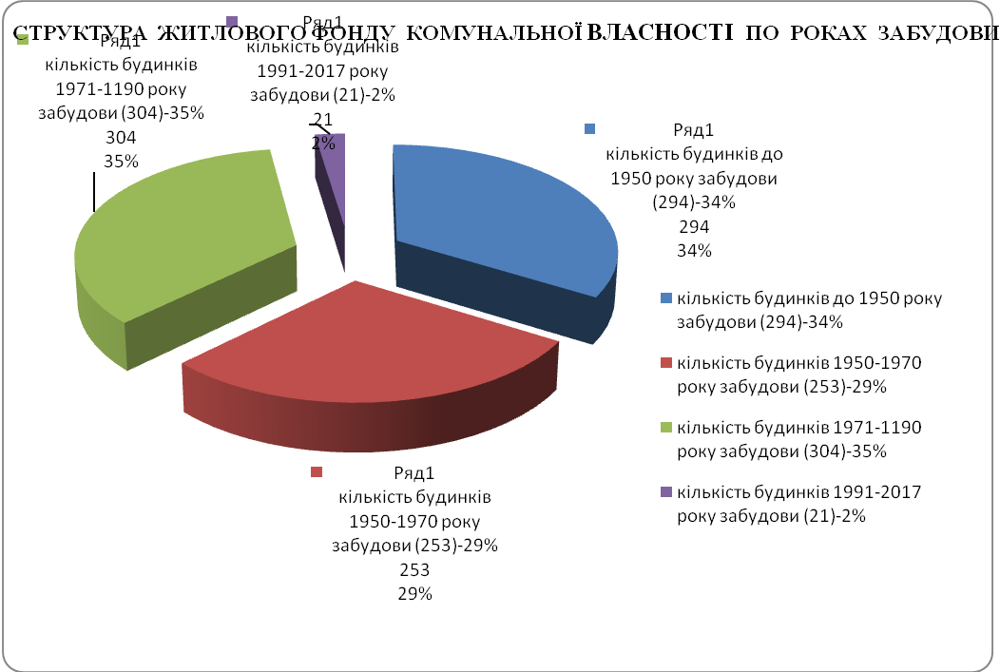 СТРУКТУРА ЖИТЛОВОГО ФОНДУ КОМУНАЛЬНОЇ ВЛАСНОСТІ ПО РОКАХ ЗАБУДОВИ
Ряд1
кількість будинків
1971-1190 року
забудови (304)-35%
304
35%
Ряд1
кількість будинків
1991-2017 року
забудови (21)-2%
21
2%
Ряд1
кількість будинків до
1950 року забудови
(294)-34%
294
34%
кількість будинків до 1950 року
забудови (294)-34%
кількість будинків 1950-1970
року забудови (253)-29%
кількість будинків 1971-1190
року забудови (304)-35%
кількість будинків 1991-2017
року забудови (21)-2%
Ряд1
кількість будинків
1950-1970 року
забудови (253)-29%
253
29%